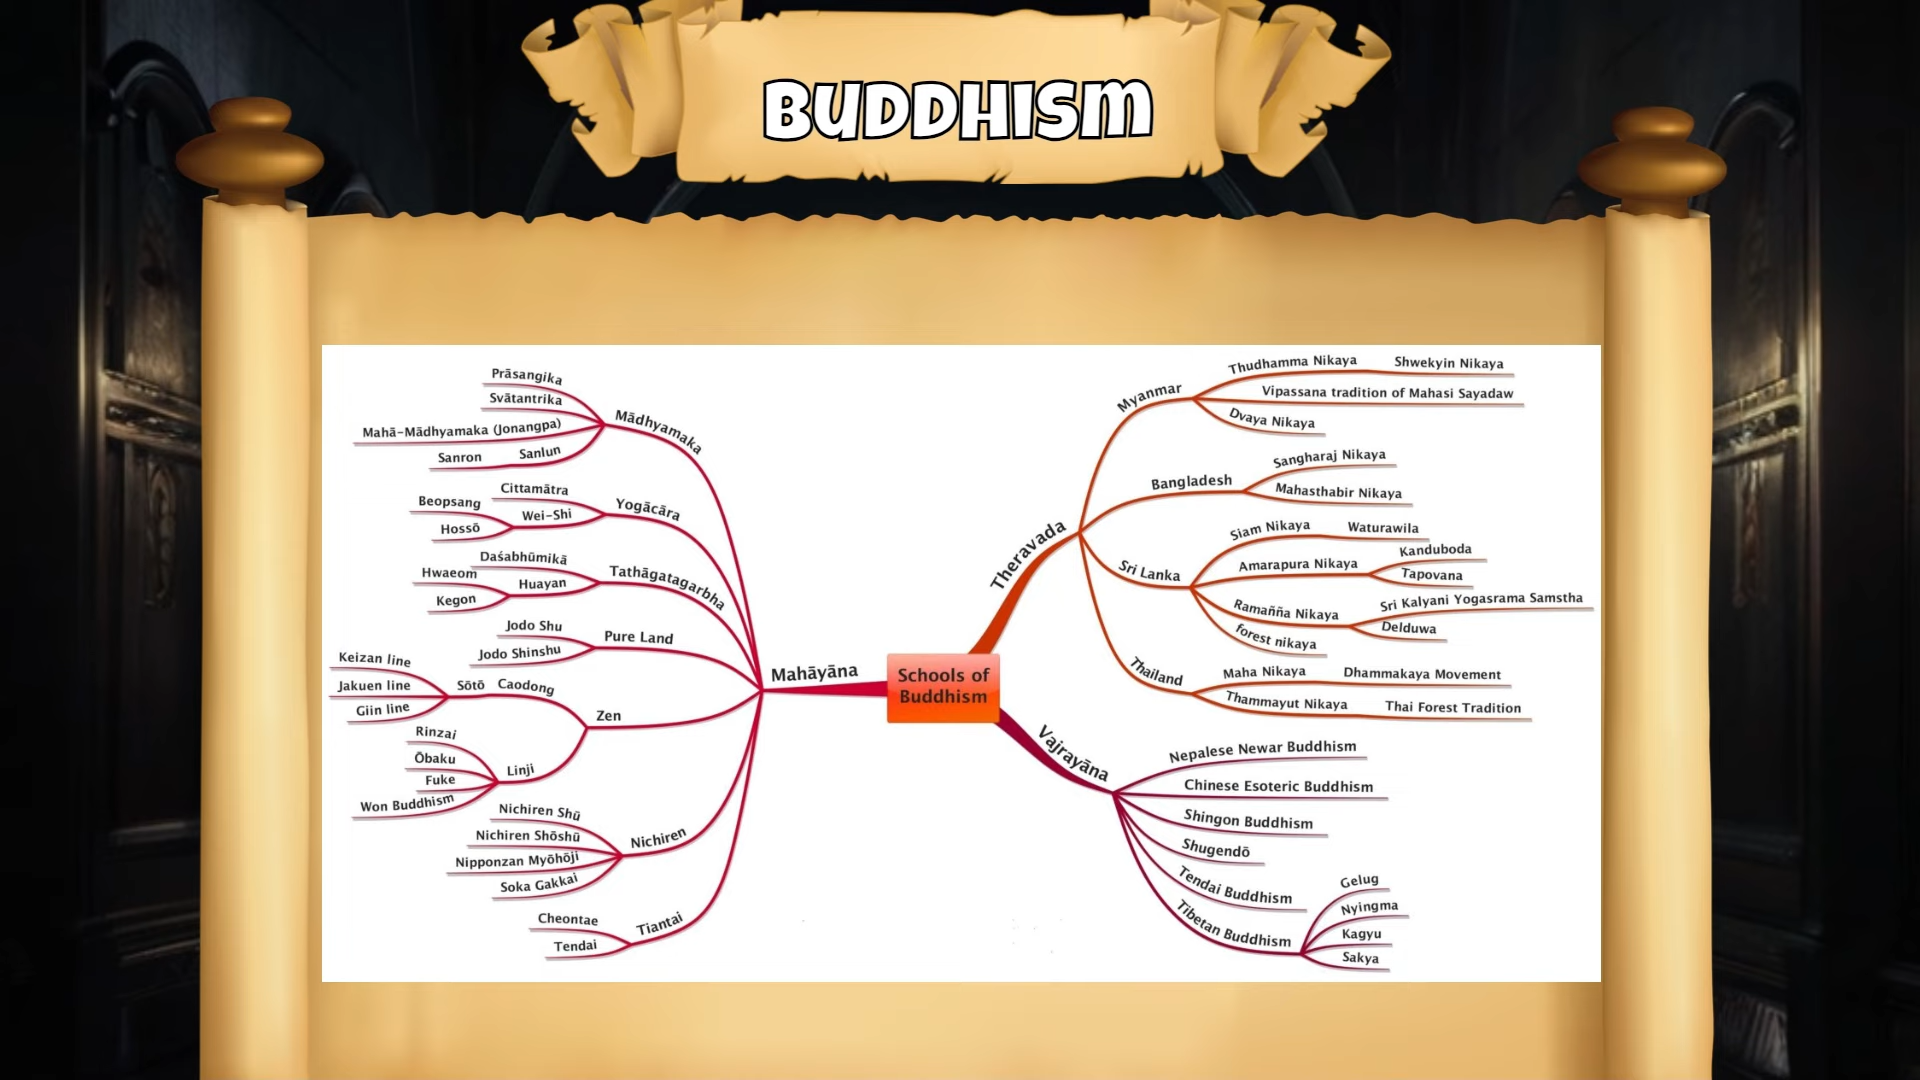 BUDDHISM
Schools of
Buddhism
Mahāyāna
Mādhyamaka
Prāsangika
Svātantrika
Mahā-Mādhyamaka (Jonangpa)
Sanlun
Sanron
Yogācāra
Cittamātra
Wei-Shi
Beopsang
Hossō
Tathāgatagarbha
Daśabhūmikā
Huayan
Hwaeom
Kegon
Pure Land
Jodo Shu
Jodo Shinshu
Zen
Caodong
Sōtō
Keizan line
Jakuen line
Giin line
Linji
Rinzai
Ōbaku
Fuke
Won Buddhism
Nichiren
Nichiren Shū
Nichiren Shōshū
Nipponzan Myōhōji
Soka Gakkai
Tiantai
Cheontae
Tendai
Theravada
Myanmar
Thudhamma Nikaya
Shwekyin Nikaya
Vipassana tradition of Mahasi Sayadaw
Dvaya Nikaya
Bangladesh
Sangharaj Nikaya
Mahasthabir Nikaya
Sri Lanka
Siam Nikaya
Waturawila
Amarapura Nikaya
Kanduboda
Tapovana
Ramañña Nikaya
Sri Kalyani Yogasrama Samstha
Delduwa
forest nikaya
Thailand
Maha Nikaya
Dhammakaya Movement
Thammayut Nikaya
Thai Forest Tradition
Vajrayāna
Nepalese Newar Buddhism
Chinese Esoteric Buddhism
Shingon Buddhism
Shugendō
Tendai Buddhism
Tibetan Buddhism
Gelug
Nyingma
Kagyu
Sakya